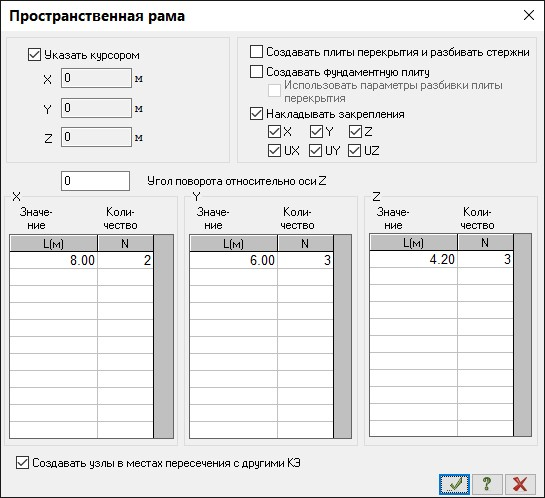 Пространственная рама
Указать курсором
X 0 м
Y 0 м
Z 0 м
Создавать плиты перекрытия и разбивать стержни
Создавать фундаментную плиту
Использовать параметры разбивки плиты
перекрытия
Накладывать закрепления
X Y Z
UX UY UZ
0 Угол поворота относительно оси Z
X
Значе-
ние
Коли-
чество
L(м) N
8.00 2
Y
Значе-
ние
Коли-
чество
L(м) N
6.00 3
Z
Значе-
ние
Коли-
чество
L(м) N
4.20 3
Создавать узлы в местах пересечения с другими КЭ
?